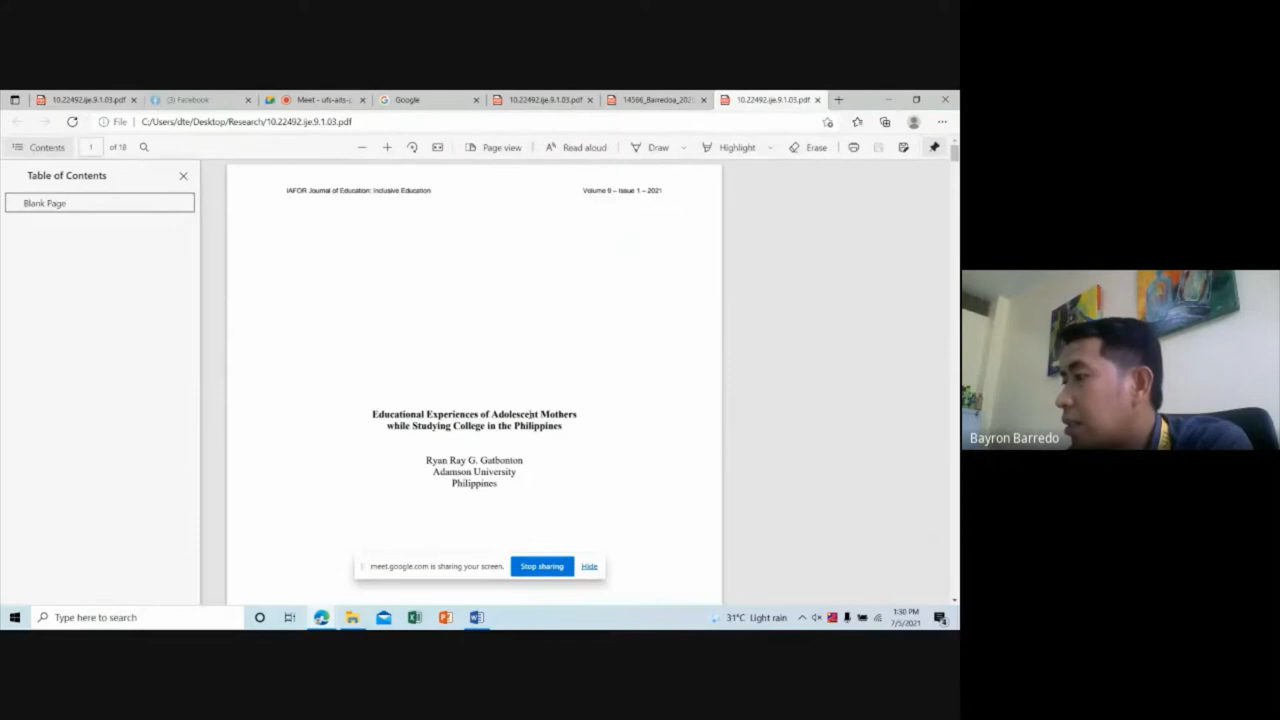 10.22492.ije.9.1.03.pdf
Facebook
Meet - ufs-aits-
Google
10.22492.ije.9.1.03.pdf
14566_Barredoa_202
10.22492.ije.9.1.03.pdf
File
C:/Users/dte/Desktop/Research/10.22492.ije.9.1.03.pdf
Contents
1 of 18
Page view
Read aloud
Draw
Highlight
Erase
Table of Contents
Blank Page
IAFOR Journal of Education: Inclusive Education
Volume 9 – Issue 1 – 2021
Educational Experiences of Adolescent Mothers
while Studying College in the Philippines
Ryan Ray G. Gatbonton
Adamson University
Philippines
meet.google.com is sharing your screen.
Stop sharing
Hide
Bayron Barredo
Type here to search
31°C Light rain
1:30 PM
7/5/2021